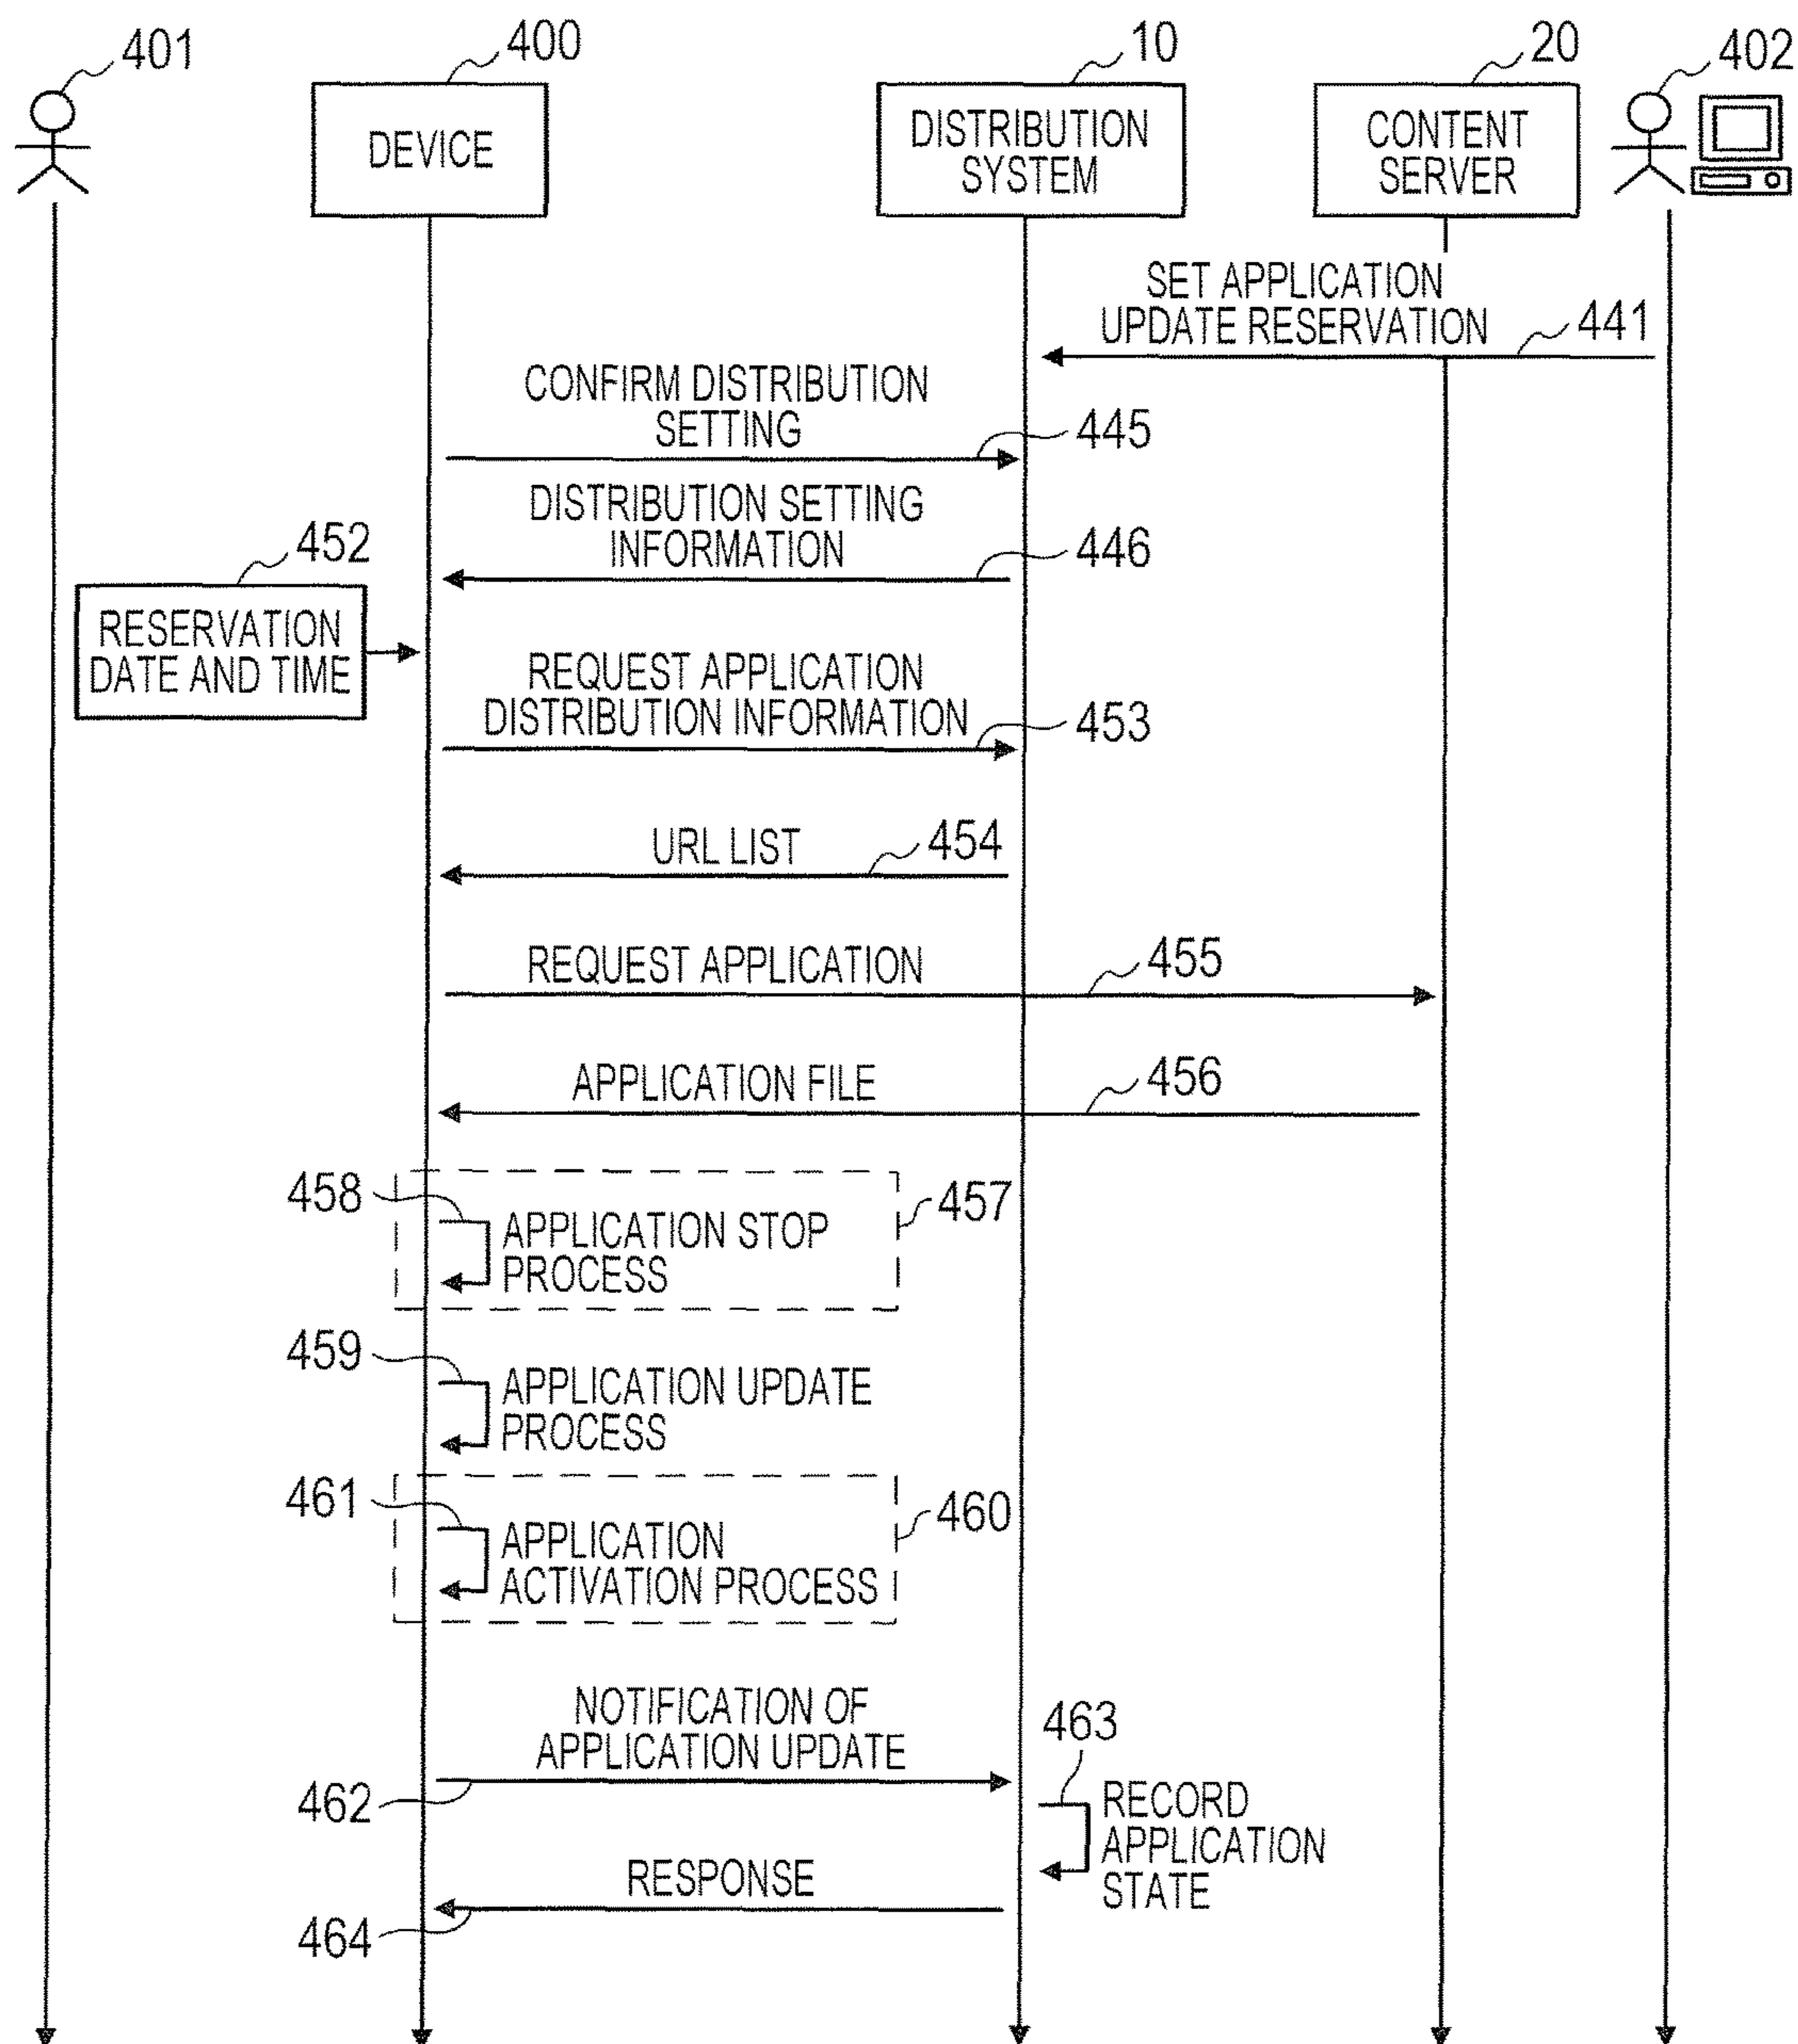 401
400
10
20
402
DEVICE
DISTRIBUTION
SYSTEM
CONTENT
SERVER
SET APPLICATION
UPDATE RESERVATION
441
CONFIRM DISTRIBUTION
SETTING
445
DISTRIBUTION SETTING
INFORMATION
446
452
RESERVATION
DATE AND TIME
REQUEST APPLICATION
DISTRIBUTION INFORMATION
453
URL LIST
454
REQUEST APPLICATION
455
APPLICATION FILE
456
458
APPLICATION STOP
PROCESS
457
459
APPLICATION UPDATE
PROCESS
461
APPLICATION
ACTIVATION PROCESS
460
NOTIFICATION OF
APPLICATION UPDATE
462
463
RECORD
APPLICATION
STATE
RESPONSE
464